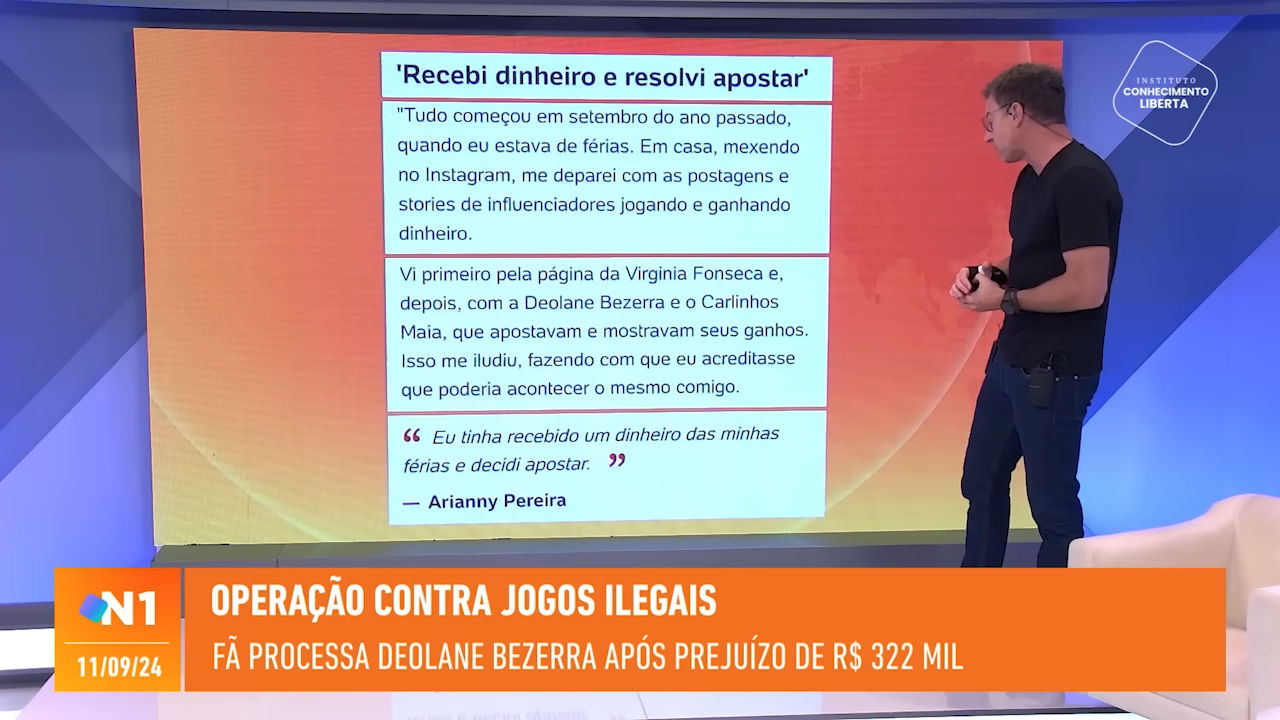 'Recebi dinheiro e resolvi apostar'
"Tudo começou em setembro do ano passado,
quando eu estava de férias. Em casa, mexendo
no Instagram, me deparei com as postagens e
stories de influenciadores jogando e ganhando
dinheiro.
Vi primeiro pela página da Virginia Fonseca e,
depois, com a Deolane Bezerra e o Carlinhos
Maia, que apostavam e mostravam seus ganhos.
Isso me iludiu, fazendo com que eu acreditasse
que poderia acontecer o mesmo comigo.
“ Eu tinha recebido um dinheiro das minhas
férias e decidi apostar. ”
— Arianny Pereira
INSTITUTO
CONHECIMENTO
LIBERTA
N1
11/09/24
OPERAÇÃO CONTRA JOGOS ILEGAIS
FÃ PROCESSA DEOLANE BEZERRA APÓS PREJUÍZO DE R$ 322 MIL